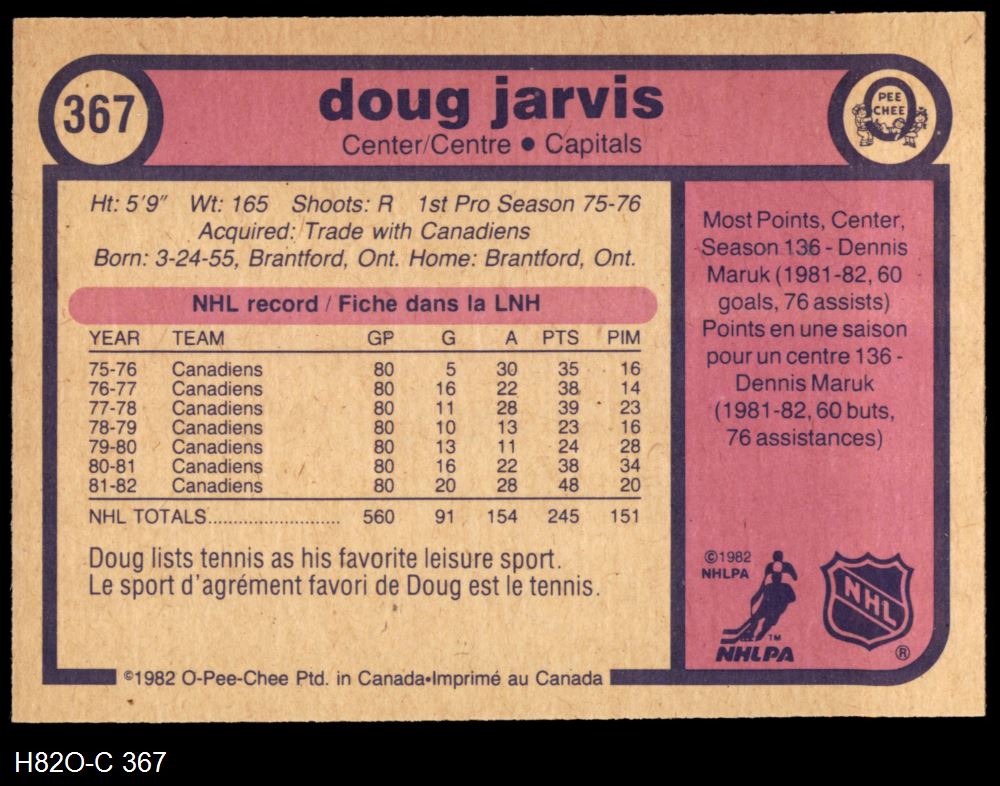 367
doug jarvis
Center/Centre ● Capitals
PEE
CHEE
Ht: 5'9" Wt: 165 Shoots: R 1st Pro Season 75-76
Acquired: Trade with Canadiens
Born: 3-24-55, Brantford, Ont. Home: Brantford, Ont.
NHL record / Fiche dans la LNH
YEAR TEAM GP G A PTS PIM
75-76 Canadiens 80 5 30 35 16
76-77 Canadiens 80 16 22 38 14
77-78 Canadiens 80 11 28 39 23
78-79 Canadiens 80 10 13 23 16
79-80 Canadiens 80 13 11 24 28
80-81 Canadiens 80 16 22 38 34
81-82 Canadiens 80 20 28 48 20
NHL TOTALS........................ 560 91 154 245 151
Doug lists tennis as his favorite leisure sport.
Le sport d'agrément favori de Doug est le tennis.
Most Points, Center,
Season 136 - Dennis
Maruk (1981-82, 60
goals, 76 assists)
Points en une saison
pour un centre 136 -
Dennis Maruk
(1981-82, 60 buts,
76 assistances)
©1982
NHLPA
TM
NHLPA
NHL
®
©1982 O-Pee-Chee Ptd. in Canada•Imprimé au Canada
H82O-C 367